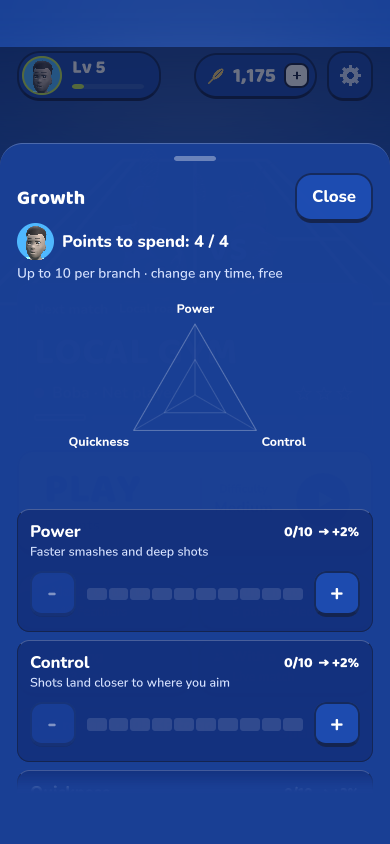 Lv 5
1,175
+
Growth
Close
Points to spend: 4 / 4
Up to 10 per branch · change any time, free
Power
LOCAL
Quickness
Control
Power
0/10 → +2%
Faster smashes and deep shots
-
+
Control
0/10 → +2%
Shots land closer to where you aim
-
+